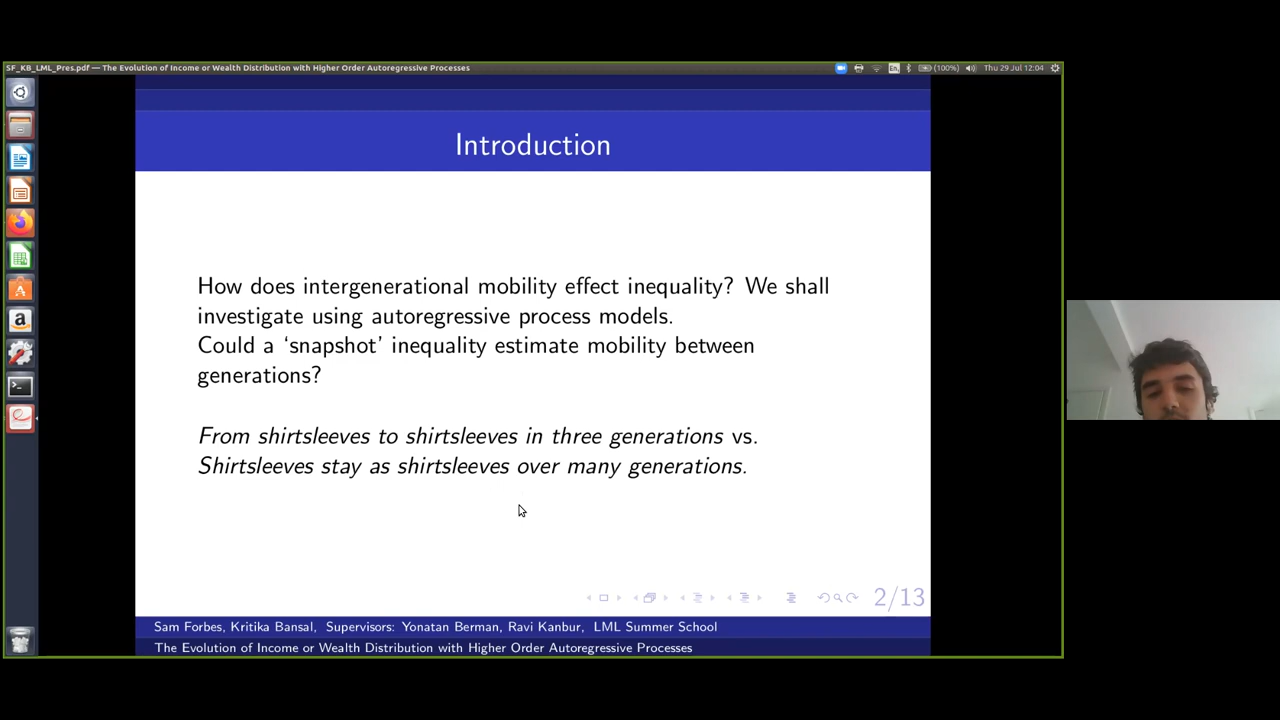 SF_KB_LML_Pres.pdf — The Evolution of Income or Wealth Distribution with Higher Order Autoregressive Processes
En
(100%)
Thu 29 Jul 12:04
Introduction
How does intergenerational mobility effect inequality? We shall
investigate using autoregressive process models.
Could a ‘snapshot’ inequality estimate mobility between
generations?
From shirtsleeves to shirtsleeves in three generations vs.
Shirtsleeves stay as shirtsleeves over many generations.
2/13
Sam Forbes, Kritika Bansal, Supervisors: Yonatan Berman, Ravi Kanbur, LML Summer School
The Evolution of Income or Wealth Distribution with Higher Order Autoregressive Processes